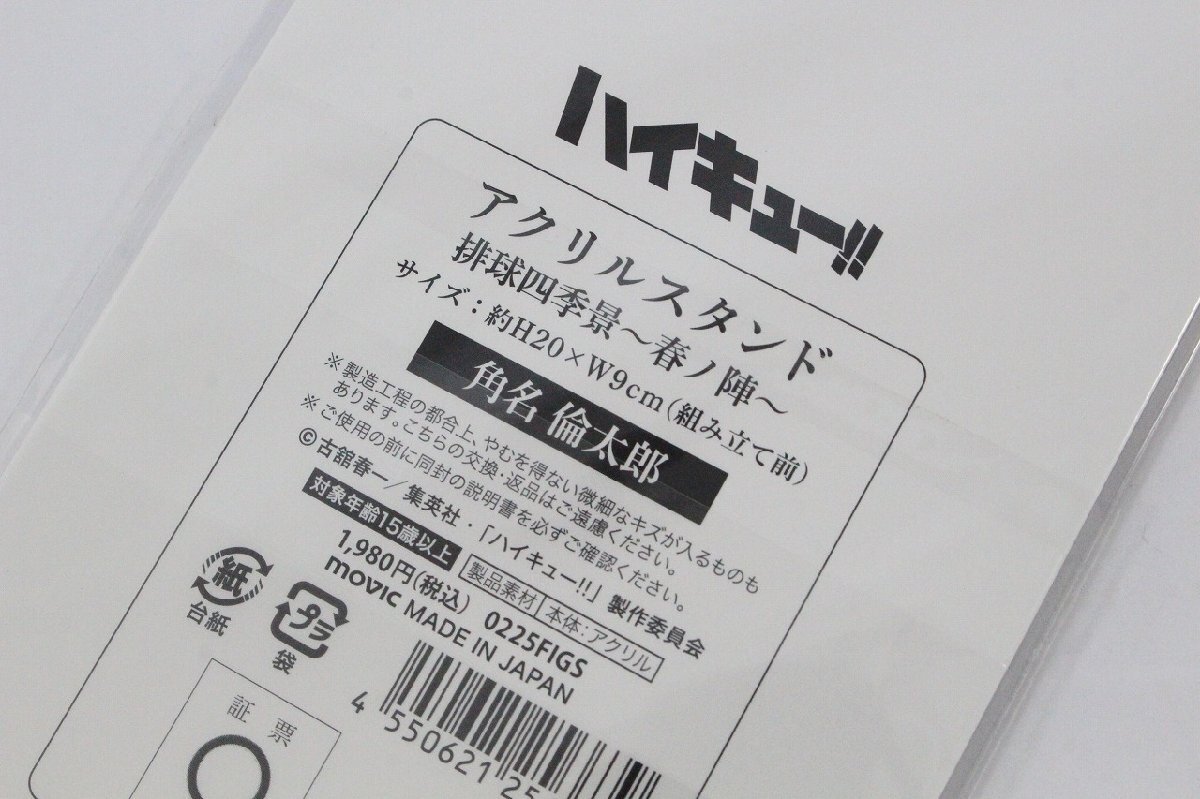 ハイキュー!!
アクリルスタンド
排球四季景～春ノ陣～
サイズ：約H20×W9cm(組み立て前)
角名 倫太郎
※製造工程の都合上、やむを得ない微細なキズが入るものも
あります。こちらの交換・返品はご遠慮ください。
※ご使用の前に同封の説明書を必ずご確認ください。
©古舘春一／集英社・「ハイキュー!!」製作委員会
対象年齢15歳以上 製品素材 本体：アクリル
1,980円(税込) 0225FIGS
movic MADE IN JAPAN
紙
台紙
プラ
袋
証票
4 550621 25